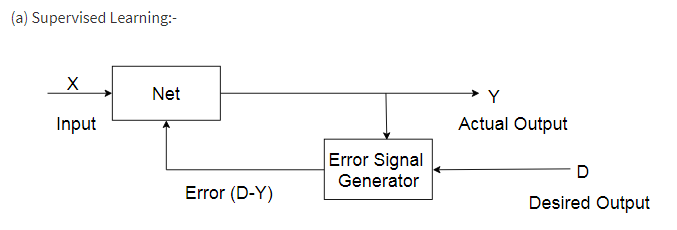 (a) Supervised Learning:-
X
Net
Y
Input
Actual Output
Error Signal
Generator
D
Error (D-Y)
Desired Output